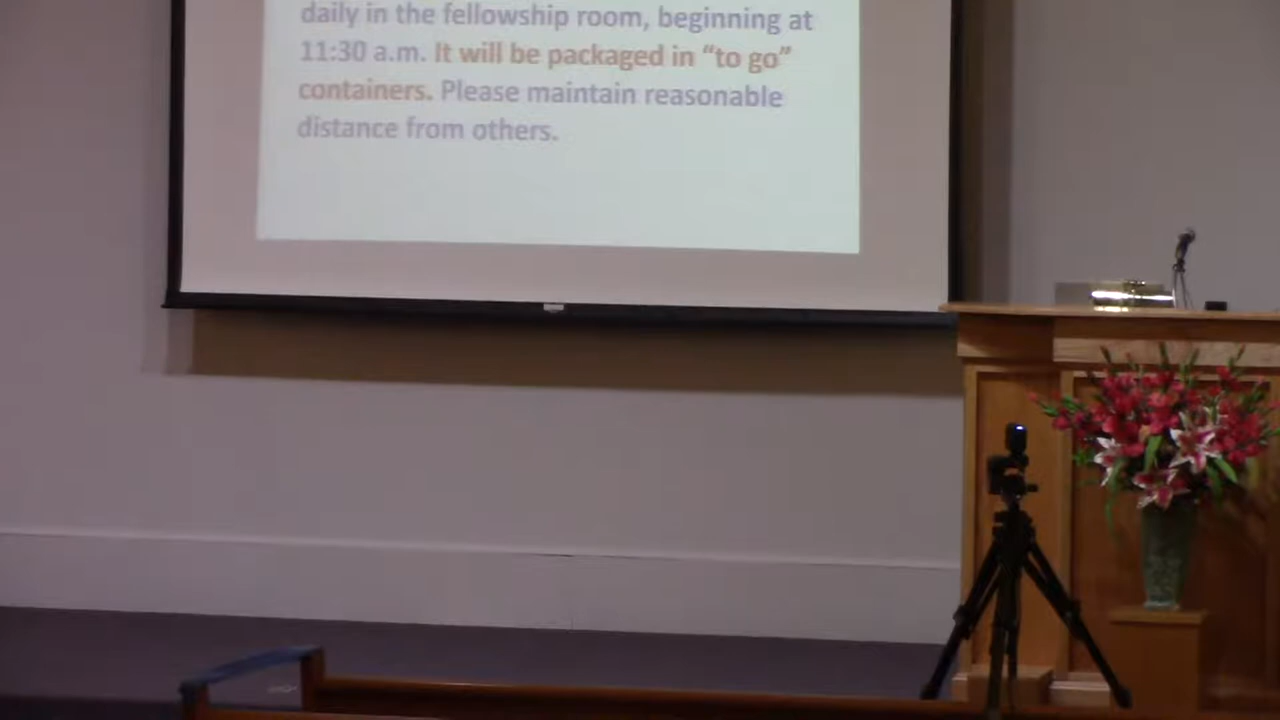 daily in the fellowship room, beginning at
11:30 a.m. It will be packaged in “to go”
containers. Please maintain reasonable
distance from others.